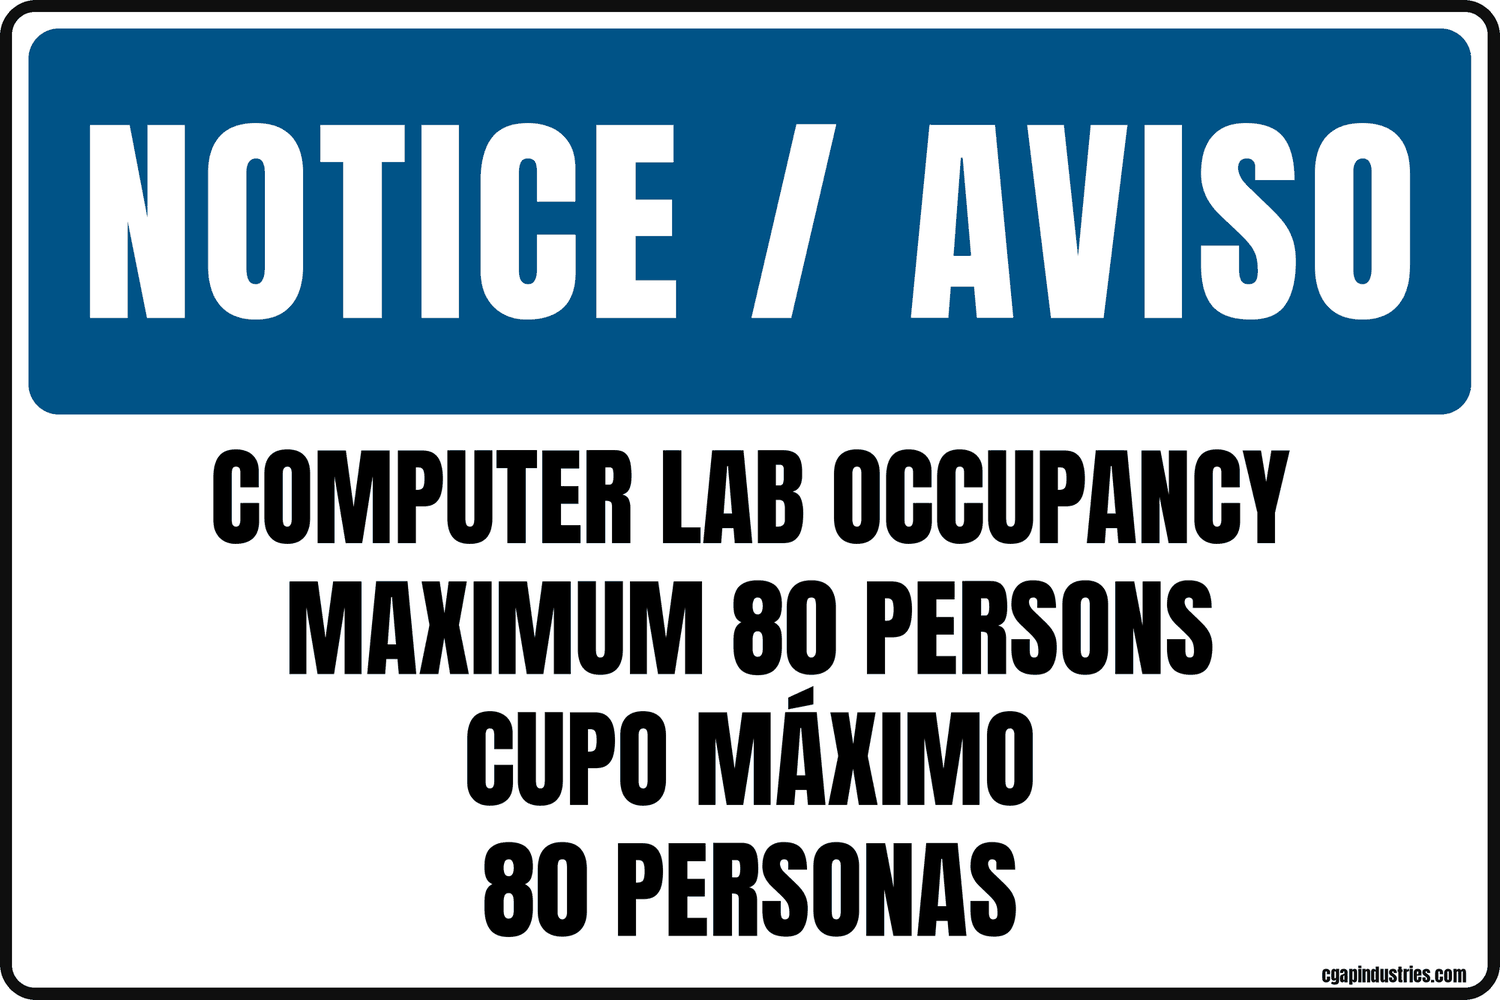 NOTICE / AVISO
COMPUTER LAB OCCUPANCY
MAXIMUM 80 PERSONS
CUPO MÁXIMO
80 PERSONAS
cgapindustries.com